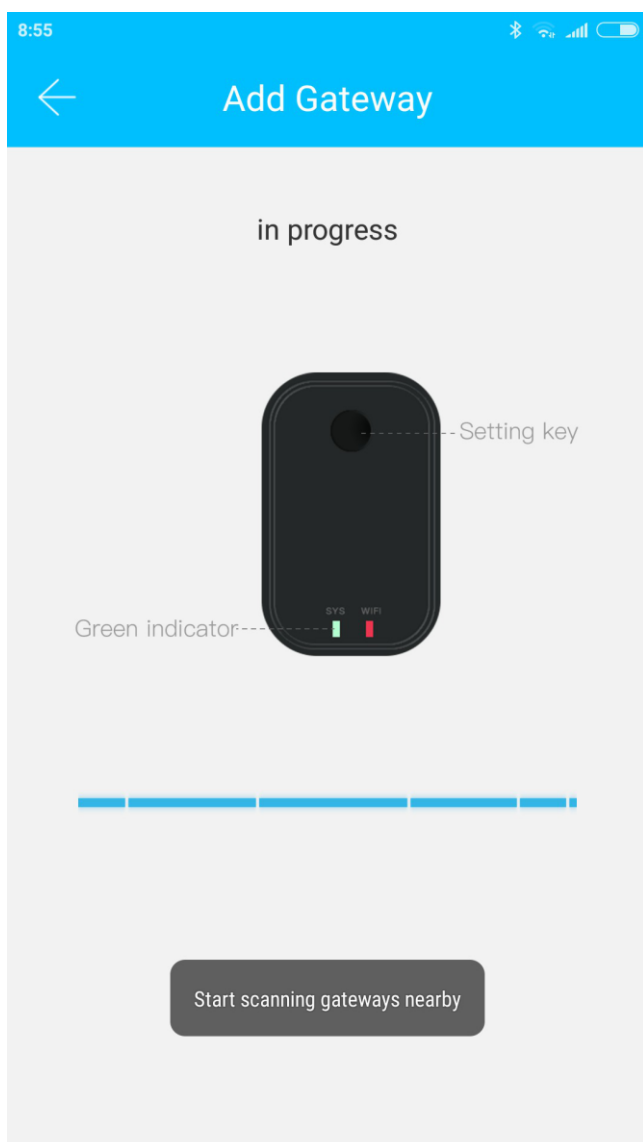 8:55
Add Gateway
in progress
Setting key
SYS WIFI
Green indicator
Start scanning gateways nearby